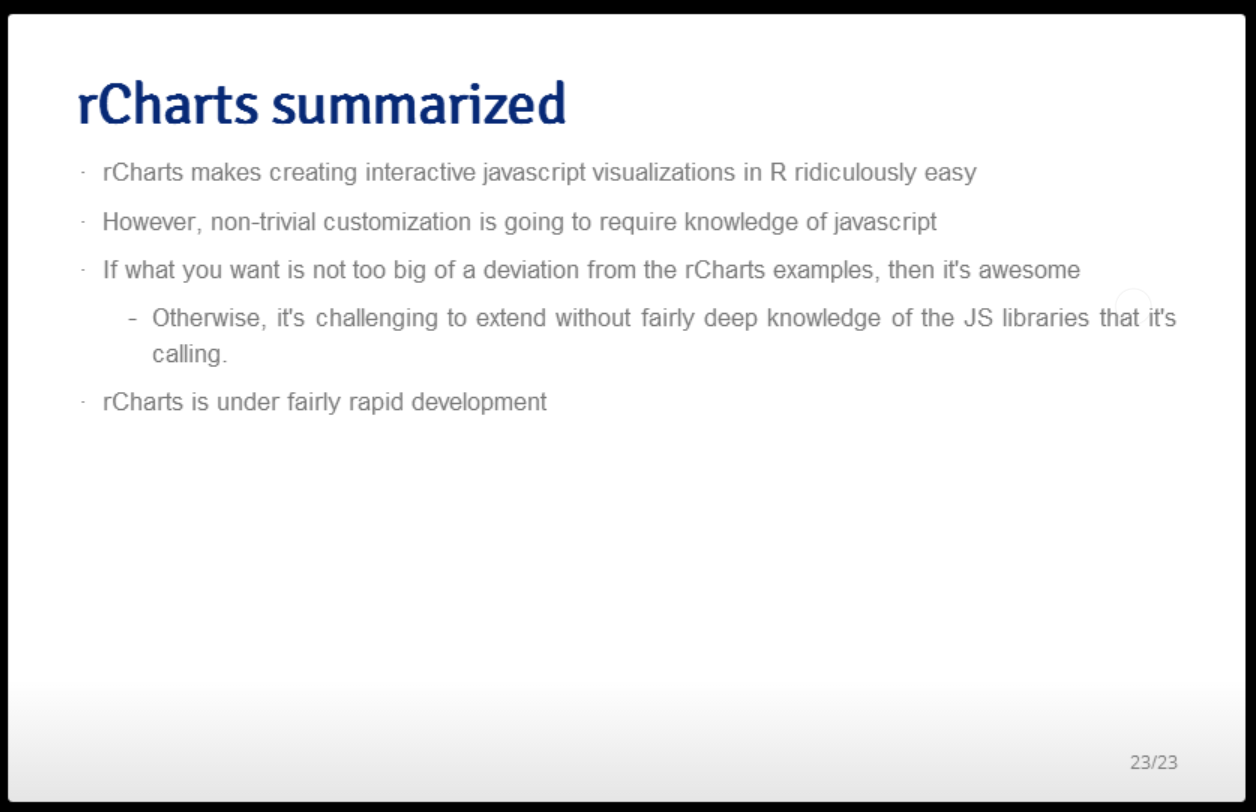 rCharts summarized
· rCharts makes creating interactive javascript visualizations in R ridiculously easy
· However, non-trivial customization is going to require knowledge of javascript
· If what you want is not too big of a deviation from the rCharts examples, then it's awesome
- Otherwise, it's challenging to extend without fairly deep knowledge of the JS libraries that it's
calling.
· rCharts is under fairly rapid development
23/23